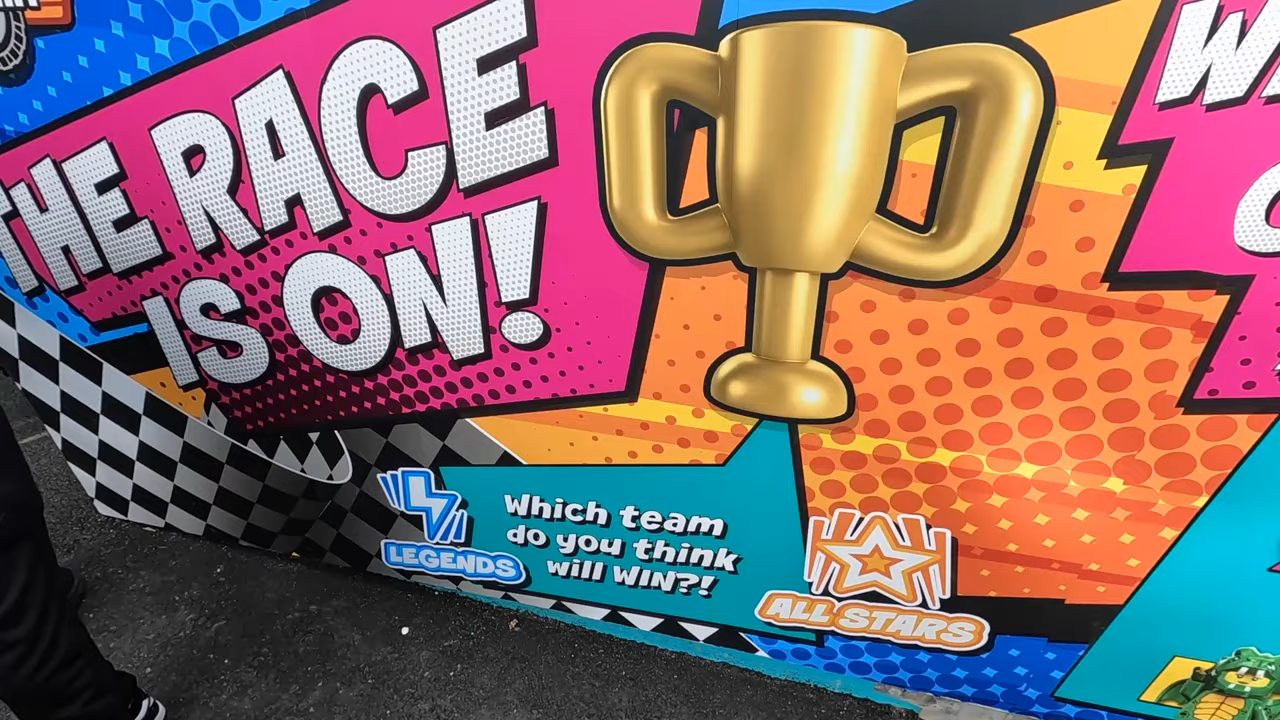 THE RACE
IS ON!
Which team
do you think
will WIN?!
LEGENDS
ALL STARS